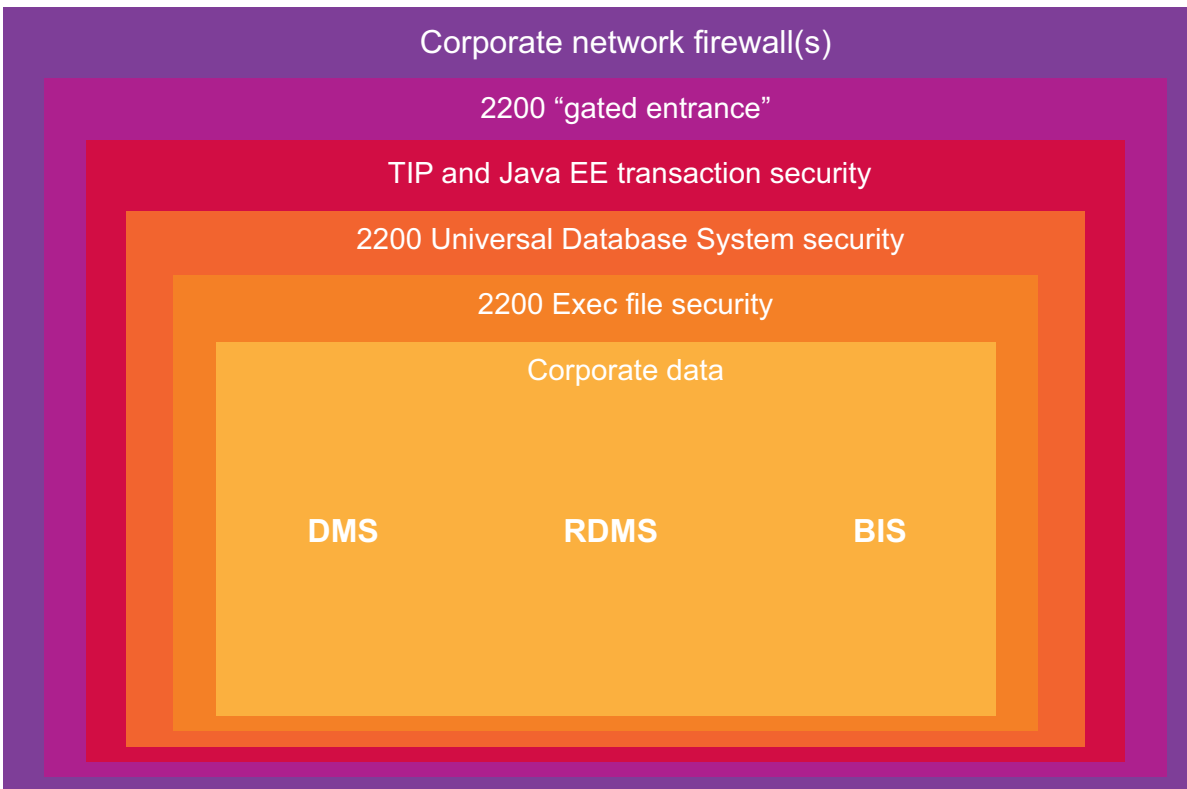 Corporate network firewall(s)
2200 “gated entrance”
TIP and Java EE transaction security
2200 Universal Database System security
2200 Exec file security
Corporate data
DMS RDMS BIS